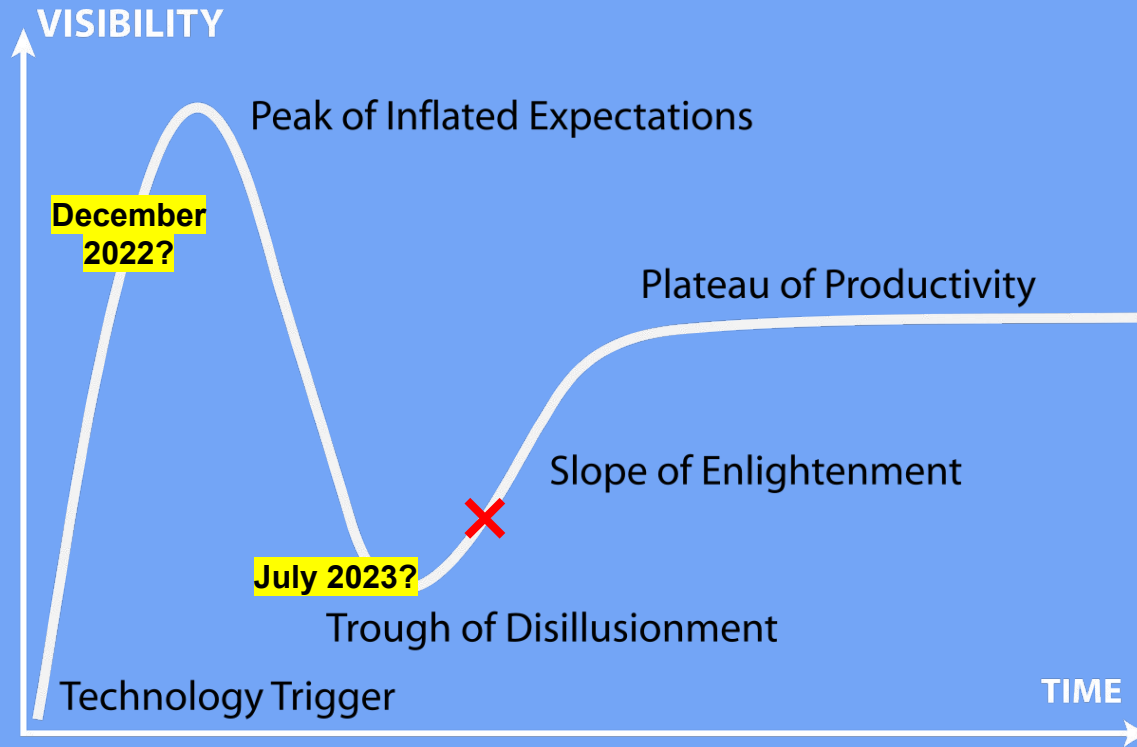 VISIBILITY
Peak of Inflated Expectations
December
2022?
Plateau of Productivity
Slope of Enlightenment
July 2023?
Trough of Disillusionment
Technology Trigger
TIME